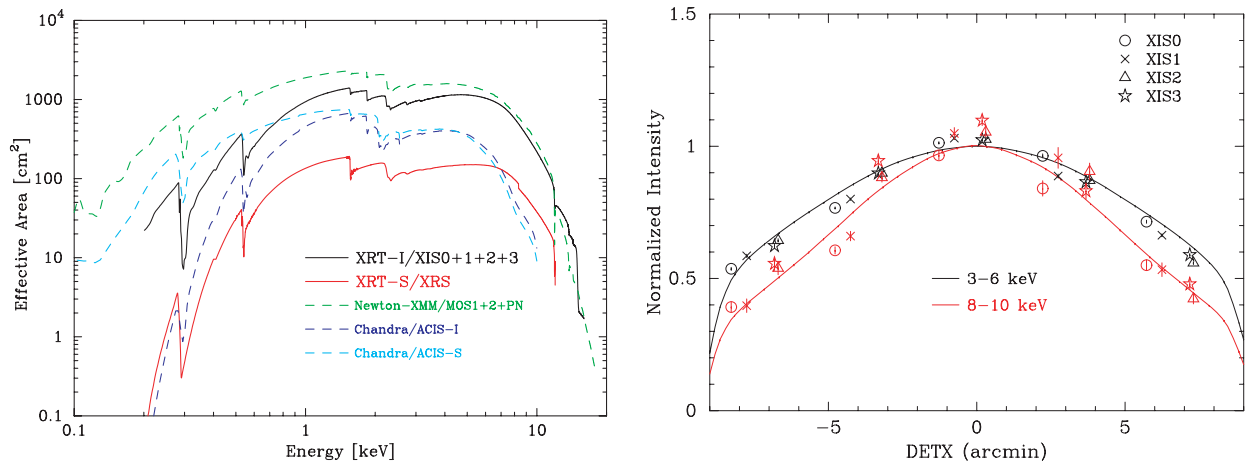 10⁴
1000
100
10
1
0.1
Effective Area [cm²]
XRT-I/XIS0+1+2+3
XRT-S/XRS
Newton-XMM/MOS1+2+PN
Chandra/ACIS-I
Chandra/ACIS-S
0.1
1
10
Energy [keV]
1.5
1
0.5
0
Normalized Intensity
XIS0
XIS1
XIS2
XIS3
3-6 keV
8-10 keV
-5
0
5
DETX (arcmin)